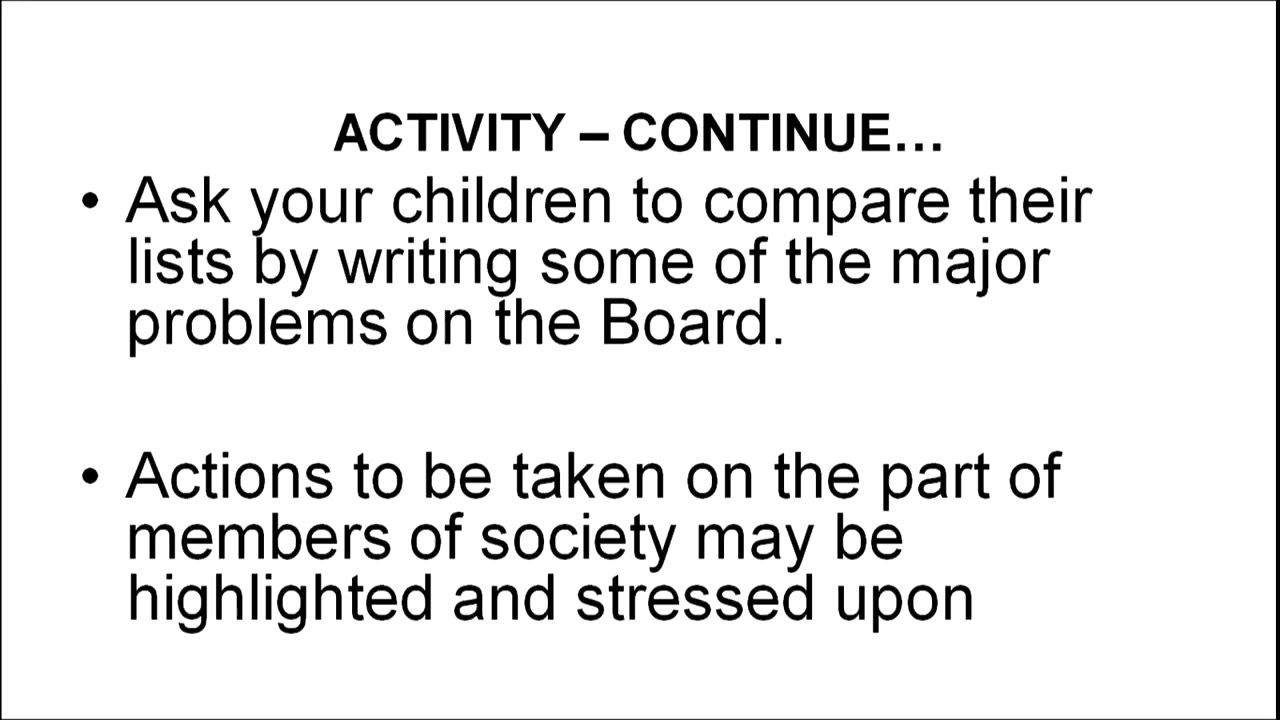 ACTIVITY – CONTINUE...
• Ask your children to compare their
lists by writing some of the major
problems on the Board.
• Actions to be taken on the part of
members of society may be
highlighted and stressed upon